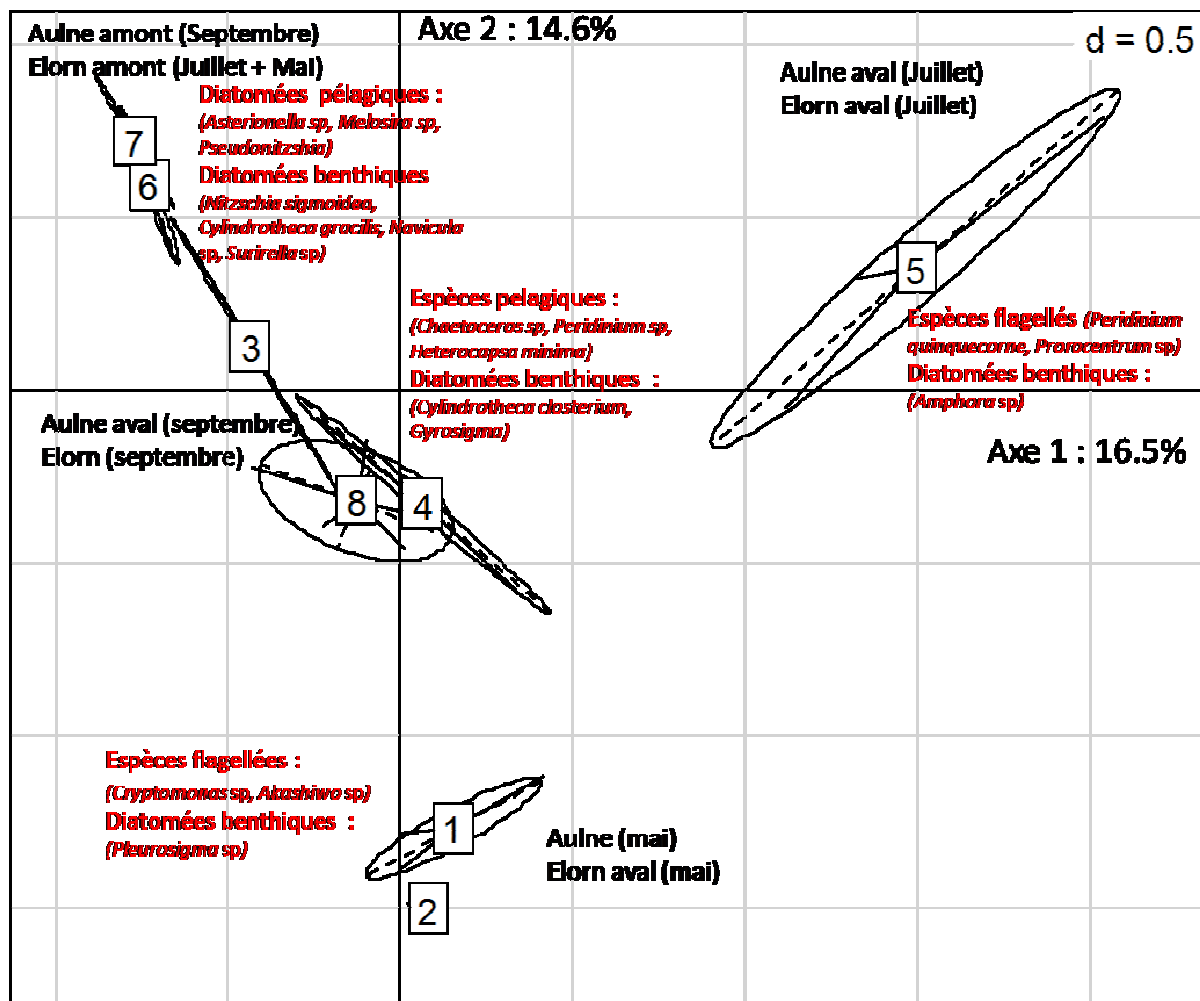 Aulne amont (Septembre)
Elorn amont (Juillet + Mai)
Axe 2 : 14.6%
d = 0.5
Aulne aval (Juillet)
Elorn aval (Juillet)
Diatomées pélagiques :
(Asterionella sp, Melosira sp,
Pseudonitzshia)
Diatomées benthiques
(Nitzschia sigmoidea,
Cylindrotheca gracilis, Navicula
sp, Surirella sp)
7
6
5
3
Espèces pelagiques :
(Chaetoceros sp, Peridinium sp,
Heterocapsa minima)
Diatomées benthiques :
(Cylindrotheca closterium,
Gyrosigma)
Espèces flagellés (Peridinium
quinquecorne, Prorocentrum sp)
Diatomées benthiques :
(Amphora sp)
Axe 1 : 16.5%
Aulne aval (septembre)
Elorn (septembre)
8
4
Espèces flagellées :
(Cryptomonas sp, Akashiwo sp)
Diatomées benthiques :
(Pleurosigma sp)
1
2
Aulne (mai)
Elorn aval (mai)